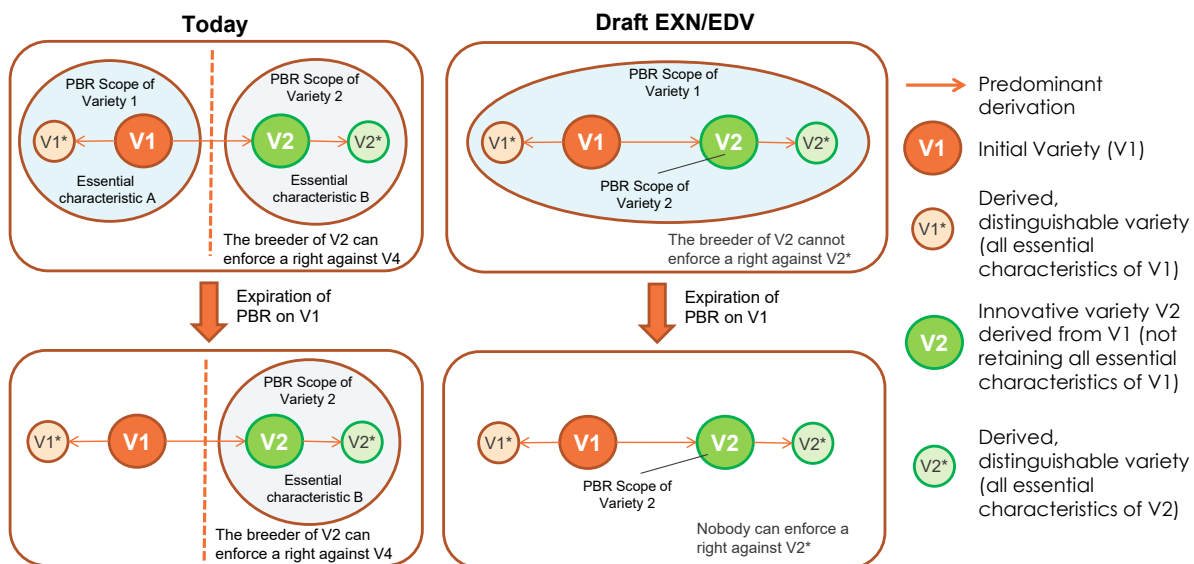 Today
PBR Scope of
Variety 1
V1*
V1
Essential
characteristic A
PBR Scope of
Variety 2
V2
V2*
Essential
characteristic B
The breeder of V2 can
enforce a right against V4
Expiration of
PBR on V1
V1*
V1
PBR Scope of
Variety 2
V2
V2*
Essential
characteristic B
The breeder of V2 can
enforce a right against V4
Draft EXN/EDV
PBR Scope of
Variety 1
V1*
V1
V2
V2*
PBR Scope of
Variety 2
The breeder of V2 cannot
enforce a right against V2*
Expiration of
PBR on V1
V1*
V1
V2
V2*
PBR Scope of
Variety 2
Nobody can enforce a
right against V2*
Predominant
derivation
V1
Initial Variety (V1)
V1*
Derived,
distinguishable variety
(all essential
characteristics of V1)
V2
Innovative variety V2
derived from V1 (not
retaining all essential
characteristics of V1)
V2*
Derived,
distinguishable variety
(all essential
characteristics of V2)